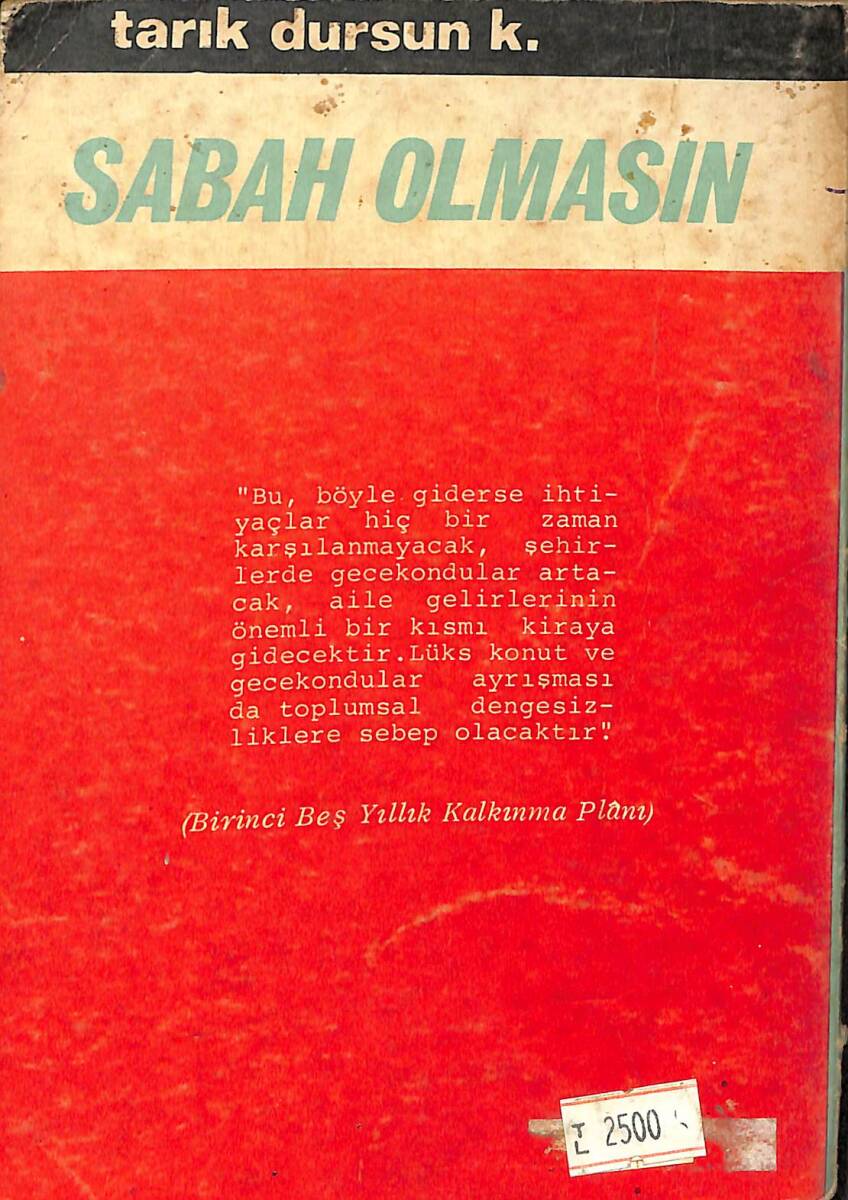 tarık dursun k.
SABAH OLMASIN
"Bu, böyle giderse ihti-
yaçlar hiç bir zaman
karşılanmayacak, şehir-
lerde gecekondular arta-
cak, aile gelirlerinin
önemli bir kısmı kiraya
gidecektir.Lüks konut ve
gecekondular ayrışması
da toplumsal dengesiz-
liklere sebep olacaktır".
(Birinci Beş Yıllık Kalkınma Plânı)
TL 2500